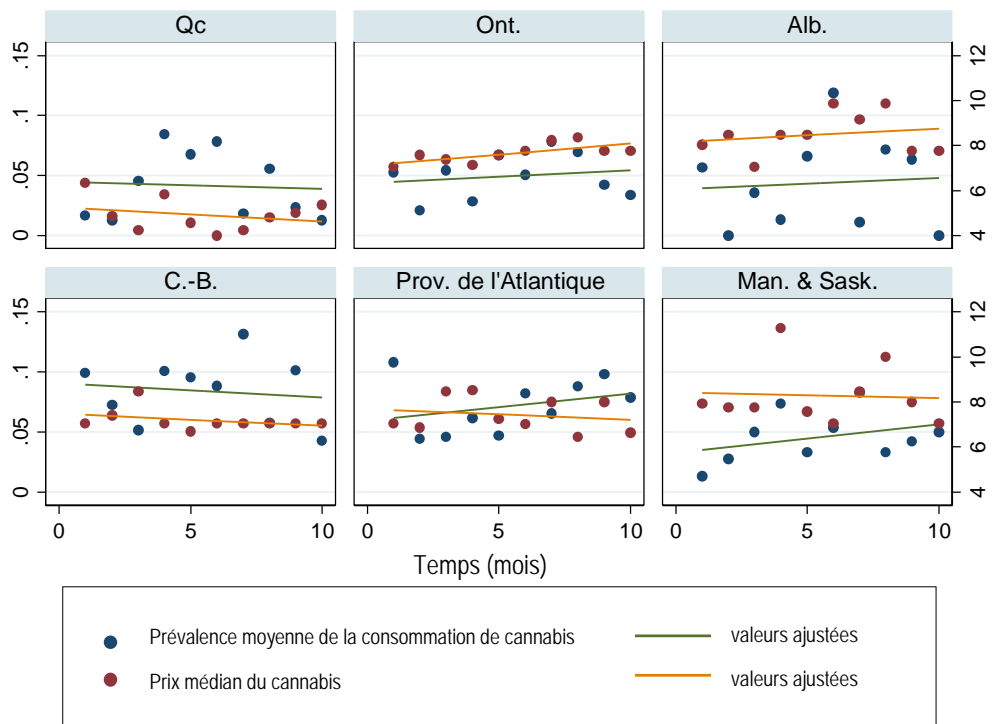 Qc Ont. Alb.
.15 12
.1 10
8
.05 6
0 4
C.-B. Prov. de l'Atlantique Man. & Sask.
.15 12
.1 10
8
.05 6
0 4
0 5 10 0 5 10 0 5 10
Temps (mois)
Prévalence moyenne de la consommation de cannabis valeurs ajustées
Prix médian du cannabis valeurs ajustées